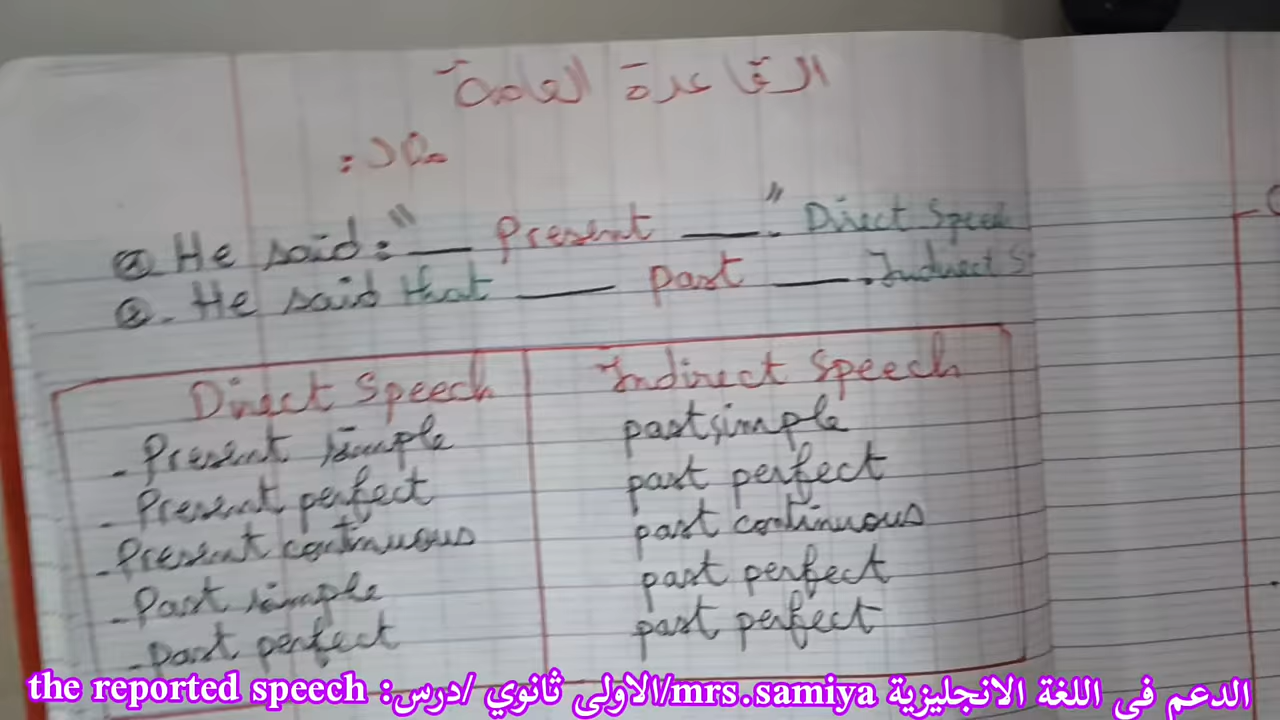 القاعدة العامة
① He said: "___ Present ___". Direct Speech
②. He said that ___ past ___. Indirect S
Direct Speech Indirect Speech
- Present simple past simple
- Present perfect past perfect
- Present continuous past continuous
- Past simple past perfect
- past perfect past perfect
الدعم في اللغة الانجليزية mrs.samiya/الاولى ثانوي /درس: the reported speech